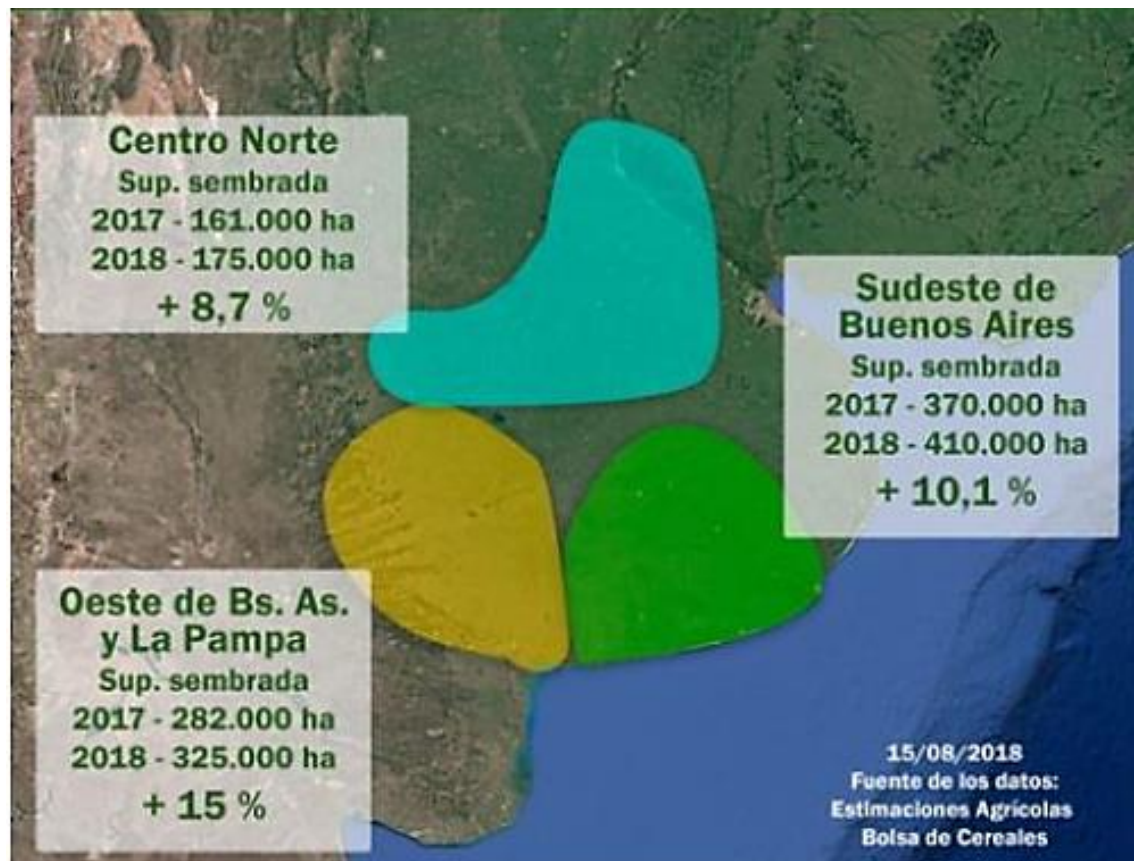 Centro Norte
Sup. sembrada
2017 - 161.000 ha
2018 - 175.000 ha
+ 8,7 %
Sudeste de
Buenos Aires
Sup. sembrada
2017 - 370.000 ha
2018 - 410.000 ha
+ 10,1 %
Oeste de Bs. As.
y La Pampa
Sup. sembrada
2017 - 282.000 ha
2018 - 325.000 ha
+ 15 %
15/08/2018
Fuente de los datos:
Estimaciones Agrícolas
Bolsa de Cereales